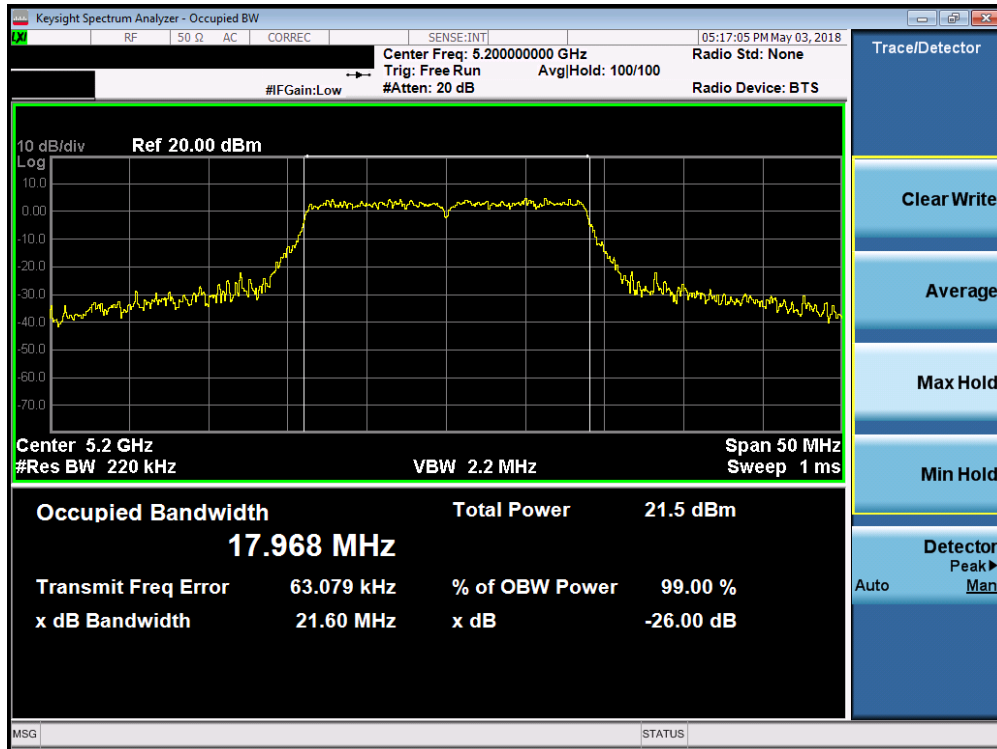 Keysight Spectrum Analyzer - Occupied BW
LXI RF 50 Ω AC CORREC SENSE:INT 05:17:05 PM May 03, 2018
Center Freq: 5.200000000 GHz Radio Std: None
Trig: Free Run Avg|Hold: 100/100
#IFGain:Low #Atten: 20 dB Radio Device: BTS
10 dB/div Ref 20.00 dBm
Log
10.0
0.00
-10.0
-20.0
-30.0
-40.0
-50.0
-60.0
-70.0
Center 5.2 GHz Span 50 MHz
#Res BW 220 kHz VBW 2.2 MHz Sweep 1 ms
Occupied Bandwidth Total Power 21.5 dBm
17.968 MHz
Transmit Freq Error 63.079 kHz % of OBW Power 99.00 %
x dB Bandwidth 21.60 MHz x dB -26.00 dB
MSG STATUS
Trace/Detector
Clear Write
Average
Max Hold
Min Hold
Detector
Peak▶
Auto Man